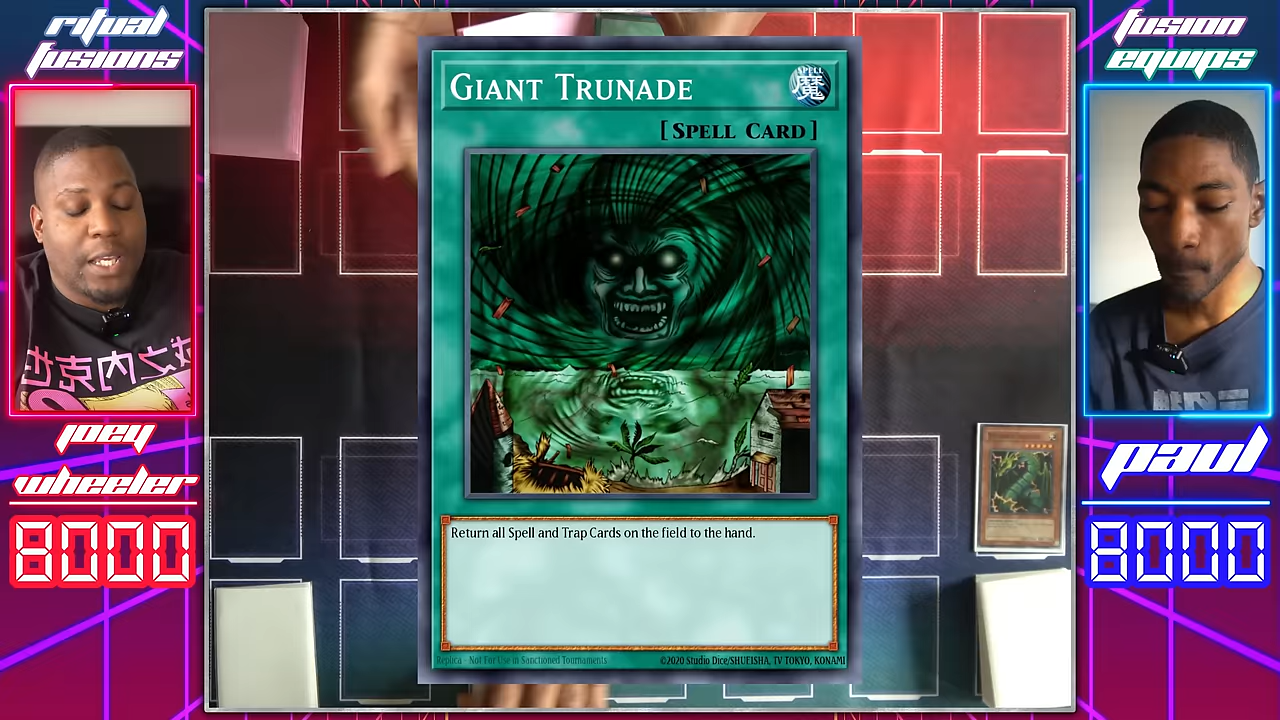 ritual
fusions
joey
wheeler
8000
GIANT TRUNADE
SPELL
魔
[SPELL CARD]
Return all Spell and Trap Cards on the field to the hand.
Replica - Not For Use in Sanctioned Tournaments
©2020 Studio Dice/SHUEISHA, TV TOKYO, KONAMI
fusion
equips
paul
8000